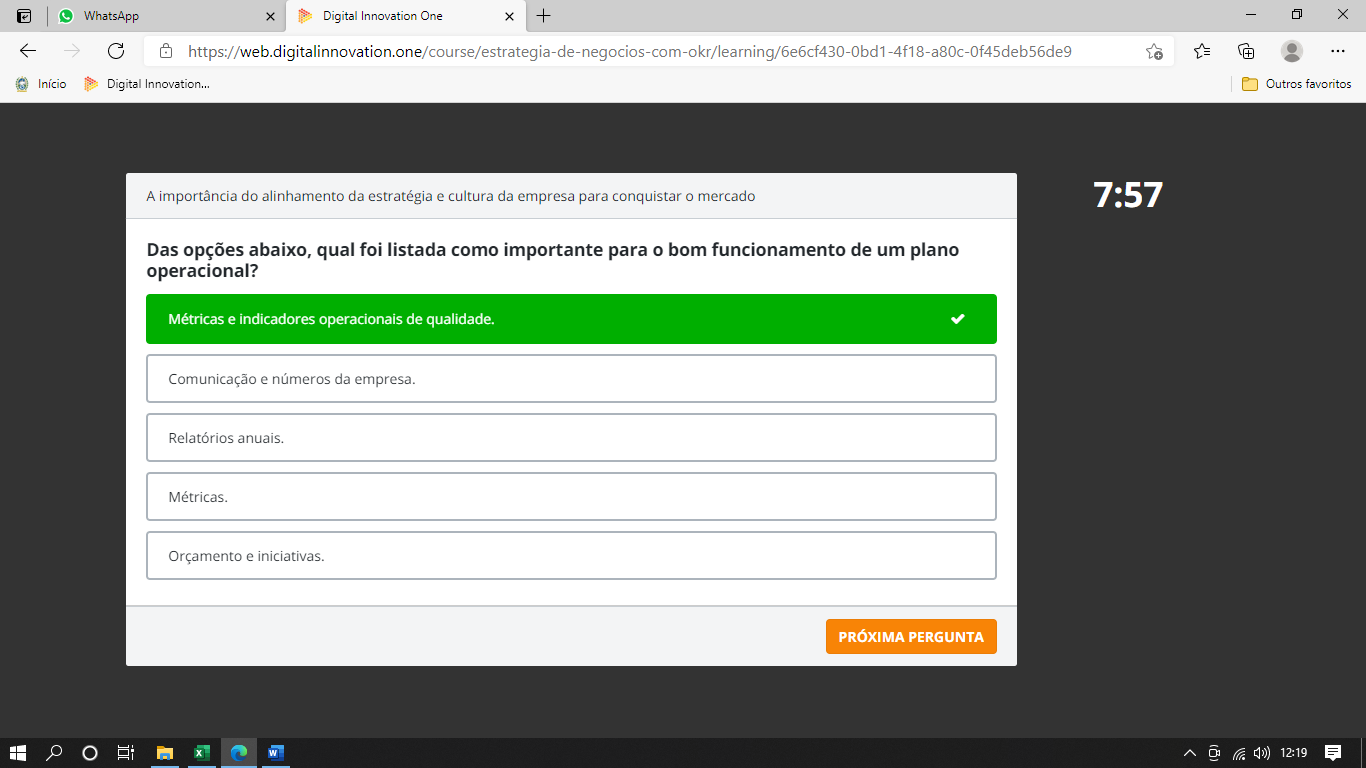 WhatsApp
Digital Innovation One
https://web.digitalinnovation.one/course/estrategia-de-negocios-com-okr/learning/6e6cf430-0bd1-4f18-a80c-0f45deb56de9
Início
Digital Innovation...
Outros favoritos
A importância do alinhamento da estratégia e cultura da empresa para conquistar o mercado
7:57
Das opções abaixo, qual foi listada como importante para o bom funcionamento de um plano
operacional?
Métricas e indicadores operacionais de qualidade.
Comunicação e números da empresa.
Relatórios anuais.
Métricas.
Orçamento e iniciativas.
PRÓXIMA PERGUNTA
12:19